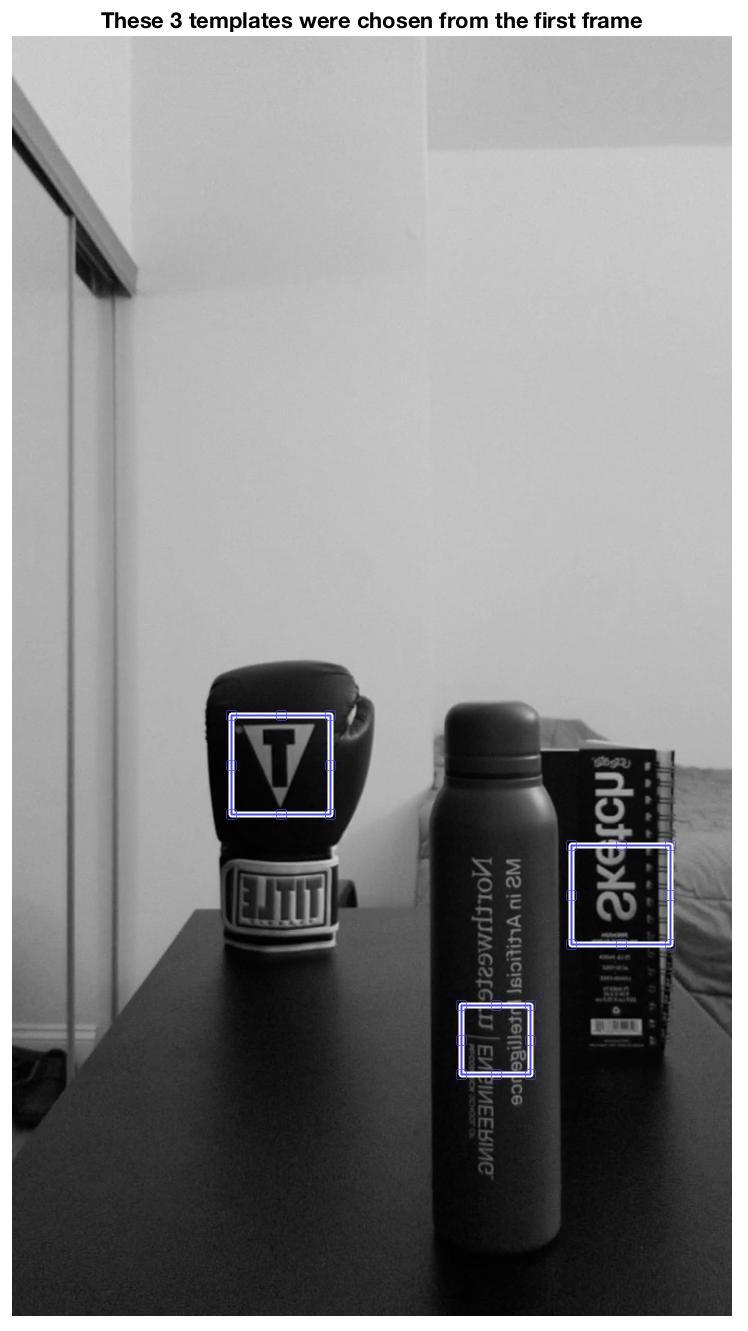 These 3 templates were chosen from the first frame
T
TITLE
Sketch
MS in Artificial Intelligence
Northwestern | ENGINEERING